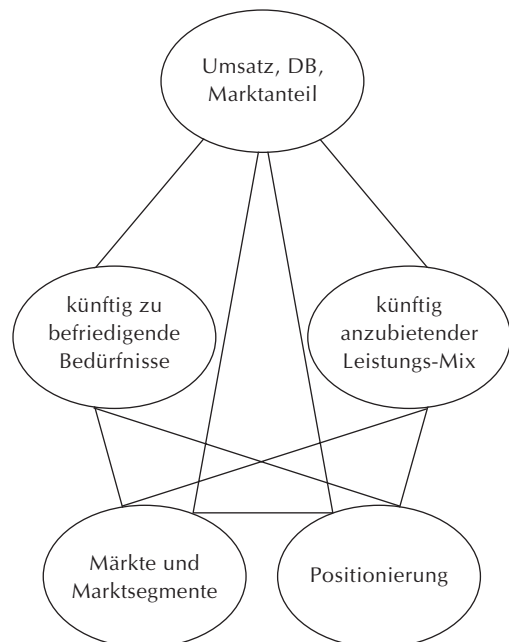 Umsatz, DB,
Marktanteil
künftig zu
befriedigende
Bedürfnisse
künftig
anzubietender
Leistungs-Mix
Märkte und
Marktsegmente
Positionierung